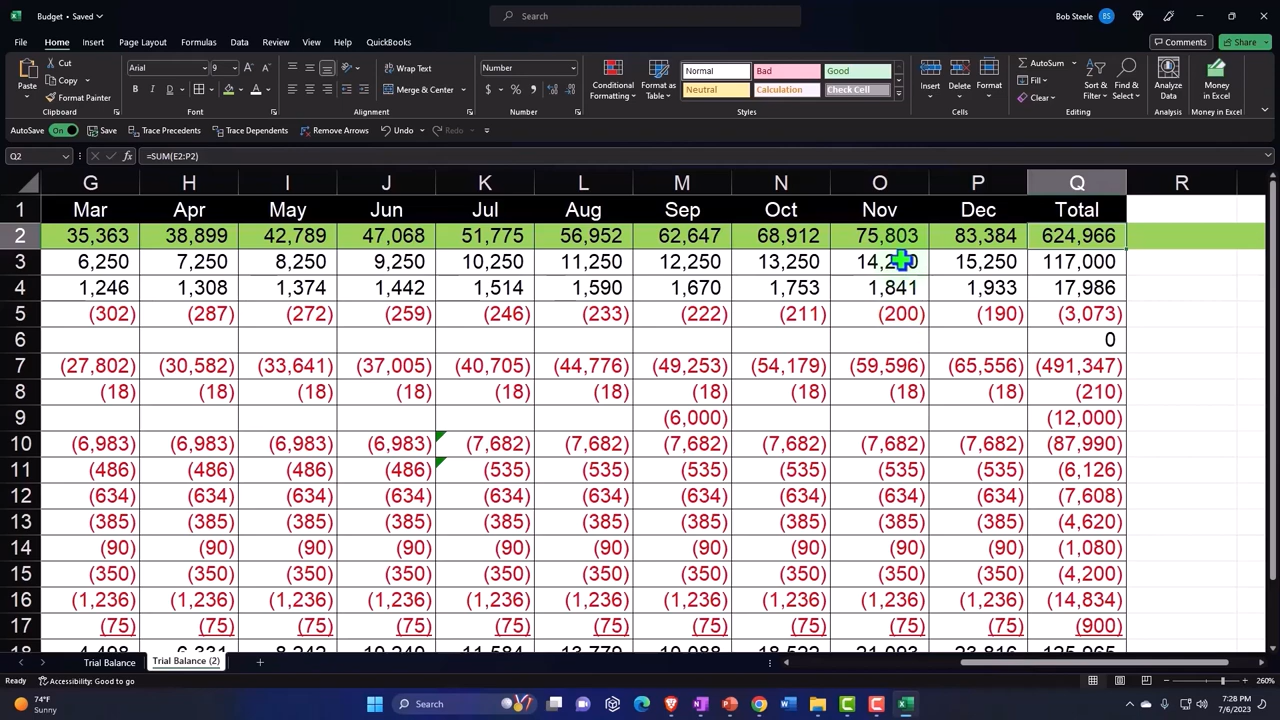 Budget • Saved
Search
Bob Steele BS
File Home Insert Page Layout Formulas Data Review View Help QuickBooks Comments Share
Paste Cut Copy Format Painter Clipboard
Arial 9 Font
Wrap Text Merge & Center Alignment
Number Number
Conditional Formatting Format as Table Normal Bad Good Neutral Calculation Check Cell Styles
Insert Delete Format Cells
AutoSum Fill Clear Sort & Filter Find & Select Editing
Analyze Data Analysis Money in Excel Money in Excel
AutoSave On Save Trace Precedents Trace Dependents Remove Arrows Undo Redo
Q2 fx =SUM(E2:P2)
G H I J K L M N O P Q R
1 Mar Apr May Jun Jul Aug Sep Oct Nov Dec Total
2 35,363 38,899 42,789 47,068 51,775 56,952 62,647 68,912 75,803 83,384 624,966
3 6,250 7,250 8,250 9,250 10,250 11,250 12,250 13,250 15,250 117,000
4 1,246 1,308 1,374 1,442 1,514 1,590 1,670 1,753 1,841 1,933 17,986
5 (302) (287) (272) (259) (246) (233) (222) (211) (200) (190) (3,073)
6 0
7 (27,802) (30,582) (33,641) (37,005) (40,705) (44,776) (49,253) (54,179) (59,596) (65,556) (491,347)
8 (18) (18) (18) (18) (18) (18) (18) (18) (18) (18) (210)
9 (6,000) (12,000)
10 (6,983) (6,983) (6,983) (6,983) (7,682) (7,682) (7,682) (7,682) (7,682) (7,682) (87,990)
11 (486) (486) (486) (486) (535) (535) (535) (535) (535) (535) (6,126)
12 (634) (634) (634) (634) (634) (634) (634) (634) (634) (634) (7,608)
13 (385) (385) (385) (385) (385) (385) (385) (385) (385) (385) (4,620)
14 (90) (90) (90) (90) (90) (90) (90) (90) (90) (90) (1,080)
15 (350) (350) (350) (350) (350) (350) (350) (350) (350) (350) (4,200)
16 (1,236) (1,236) (1,236) (1,236) (1,236) (1,236) (1,236) (1,236) (1,236) (1,236) (14,834)
17 (75) (75) (75) (75) (75) (75) (75) (75) (75) (75) (900)
Trial Balance Trial Balance (2)
Ready Accessibility: Good to go 260%
74°F
Sunny
Search
7:28 PM
7/6/2023